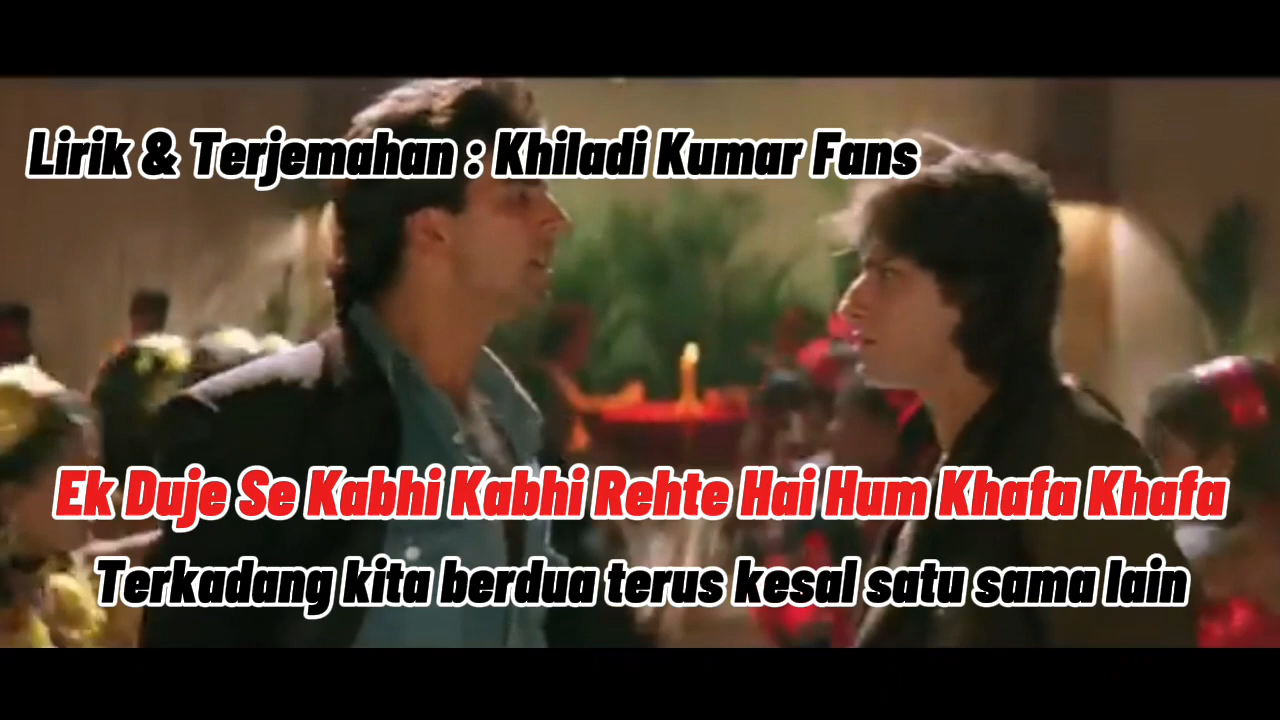 Lirik & Terjemahan : Khiladi Kumar Fans
Ek Duje Se Kabhi Kabhi Rehte Hai Hum Khafa Khafa
Terkadang kita berdua terus kesal satu sama lain